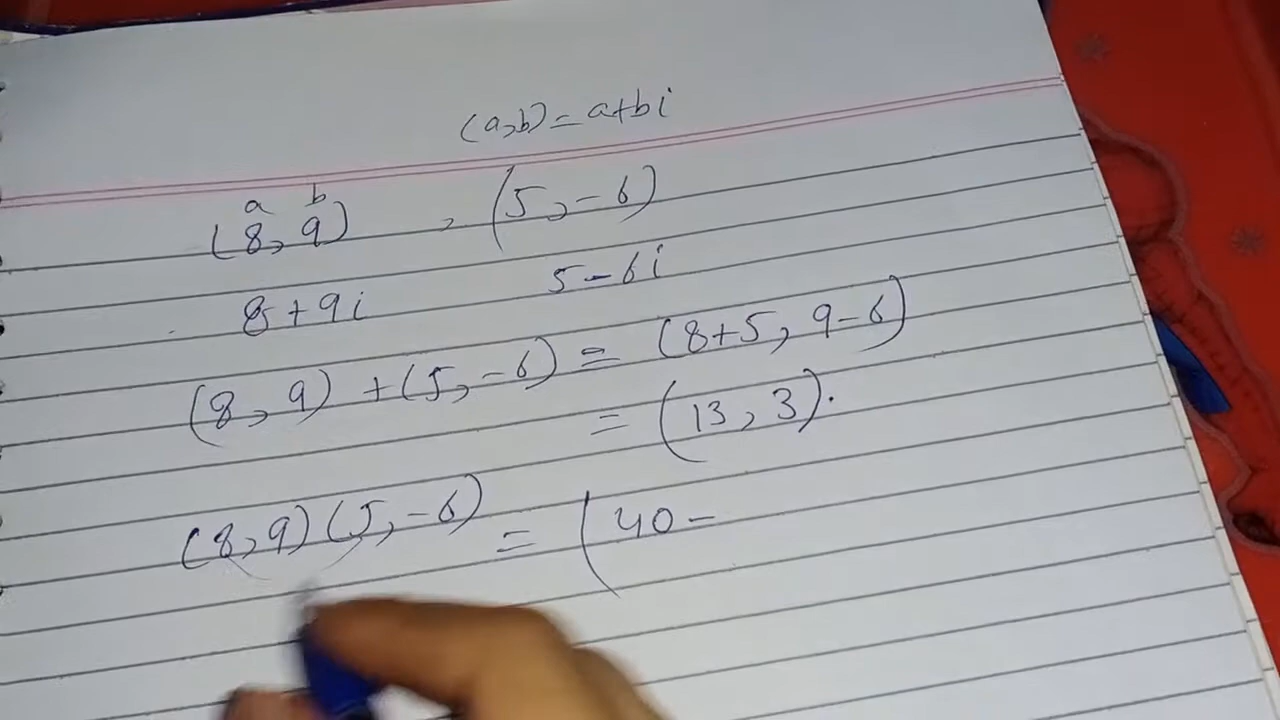 (a,b) = a+bi
a b
(8, 9) , (5, -6)
8 + 9i 5 - 6i
(8, 9) + (5, -6) = (8+5, 9-6)
= (13, 3).
(8, 9) (5, -6) = (40 -